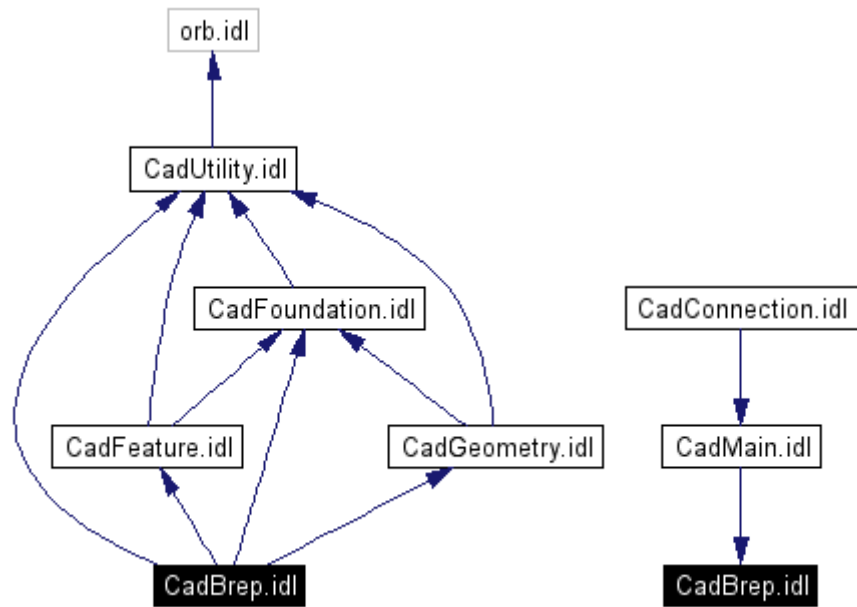 orb.idl
CadUtility.idl
CadFoundation.idl
CadConnection.idl
CadFeature.idl
CadGeometry.idl
CadMain.idl
CadBrep.idl
CadBrep.idl